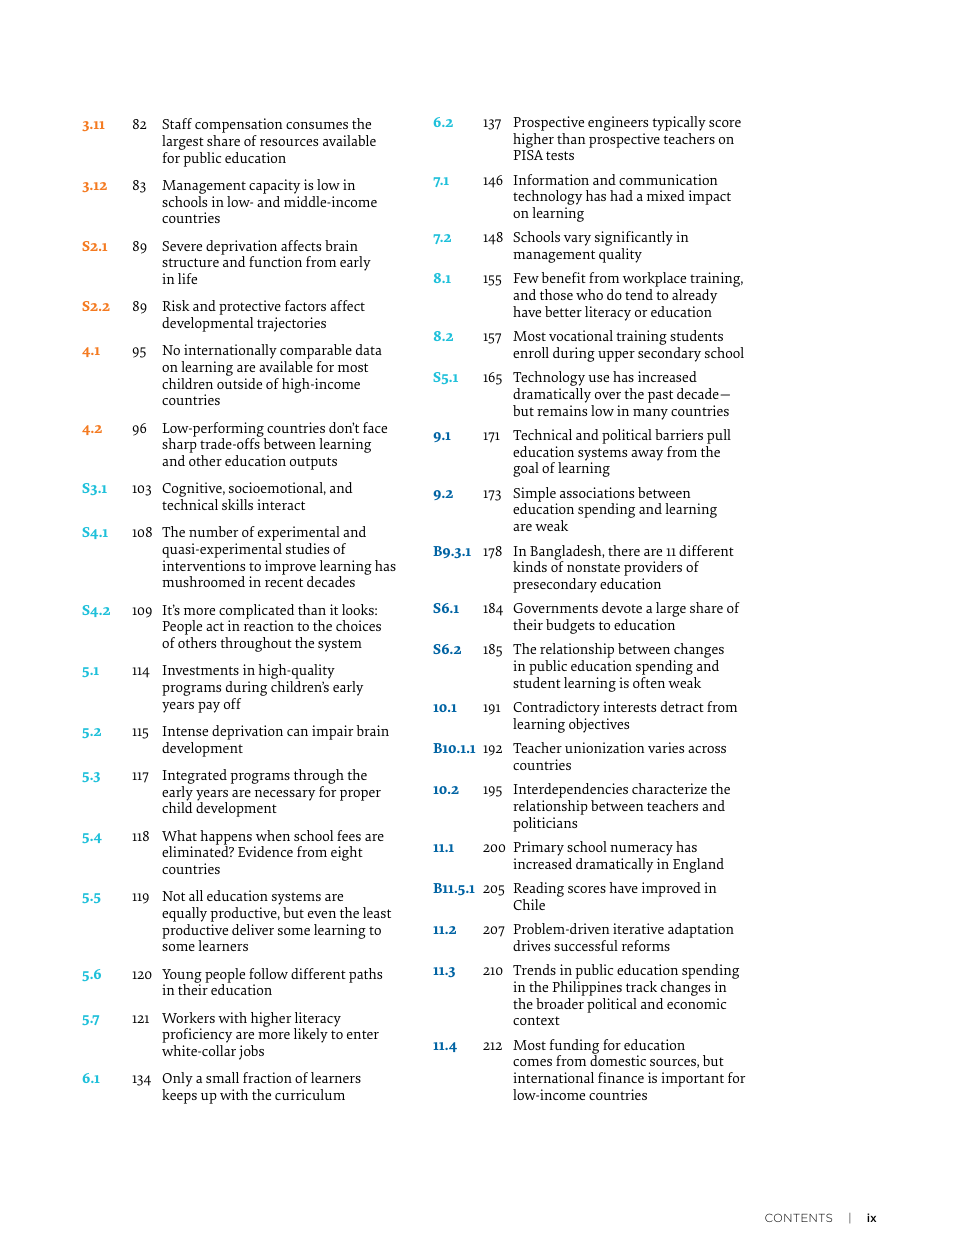 3.11 82 Staff compensation consumes the
largest share of resources available
for public education
3.12 83 Management capacity is low in
schools in low- and middle-income
countries
S2.1 89 Severe deprivation affects brain
structure and function from early
in life
S2.2 89 Risk and protective factors affect
developmental trajectories
4.1 95 No internationally comparable data
on learning are available for most
children outside of high-income
countries
4.2 96 Low-performing countries don’t face
sharp trade-offs between learning
and other education outputs
S3.1 103 Cognitive, socioemotional, and
technical skills interact
S4.1 108 The number of experimental and
quasi-experimental studies of
interventions to improve learning has
mushroomed in recent decades
S4.2 109 It’s more complicated than it looks:
People act in reaction to the choices
of others throughout the system
5.1 114 Investments in high-quality
programs during children’s early
years pay off
5.2 115 Intense deprivation can impair brain
development
5.3 117 Integrated programs through the
early years are necessary for proper
child development
5.4 118 What happens when school fees are
eliminated? Evidence from eight
countries
5.5 119 Not all education systems are
equally productive, but even the least
productive deliver some learning to
some learners
5.6 120 Young people follow different paths
in their education
5.7 121 Workers with higher literacy
proficiency are more likely to enter
white-collar jobs
6.1 134 Only a small fraction of learners
keeps up with the curriculum
6.2 137 Prospective engineers typically score
higher than prospective teachers on
PISA tests
7.1 146 Information and communication
technology has had a mixed impact
on learning
7.2 148 Schools vary significantly in
management quality
8.1 155 Few benefit from workplace training,
and those who do tend to already
have better literacy or education
8.2 157 Most vocational training students
enroll during upper secondary school
S5.1 165 Technology use has increased
dramatically over the past decade—
but remains low in many countries
9.1 171 Technical and political barriers pull
education systems away from the
goal of learning
9.2 173 Simple associations between
education spending and learning
are weak
B9.3.1 178 In Bangladesh, there are 11 different
kinds of nonstate providers of
presecondary education
S6.1 184 Governments devote a large share of
their budgets to education
S6.2 185 The relationship between changes
in public education spending and
student learning is often weak
10.1 191 Contradictory interests detract from
learning objectives
B10.1.1 192 Teacher unionization varies across
countries
10.2 195 Interdependencies characterize the
relationship between teachers and
politicians
11.1 200 Primary school numeracy has
increased dramatically in England
B11.5.1 205 Reading scores have improved in
Chile
11.2 207 Problem-driven iterative adaptation
drives successful reforms
11.3 210 Trends in public education spending
in the Philippines track changes in
the broader political and economic
context
11.4 212 Most funding for education
comes from domestic sources, but
international finance is important for
low-income countries
CONTENTS | ix